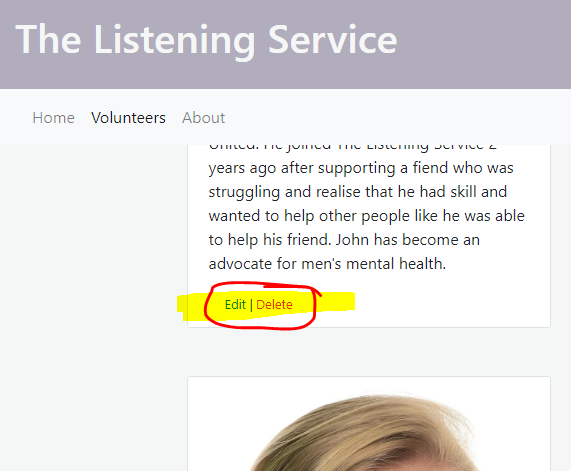 The Listening Service
Home Volunteers About
United. He joined The Listening Service 2
years ago after supporting a fiend who was
struggling and realise that he had skill and
wanted to help other people like he was able
to help his friend. John has become an
advocate for men's mental health.
Edit | Delete